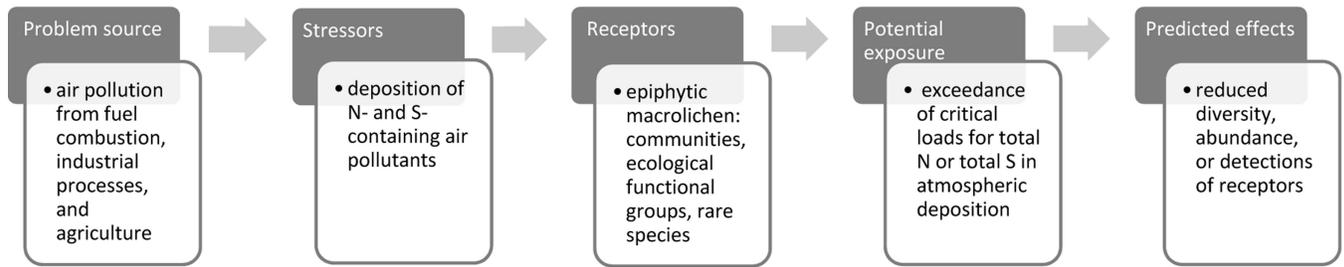 Problem source
• air pollution
from fuel
combustion,
industrial
processes,
and
agriculture
Stressors
• deposition of
N- and S-
containing air
pollutants
Receptors
• epiphytic
macrolichen:
communities,
ecological
functional
groups, rare
species
Potential
exposure
• exceedance
of critical
loads for total
N or total S in
atmospheric
deposition
Predicted effects
• reduced
diversity,
abundance,
or detections
of receptors